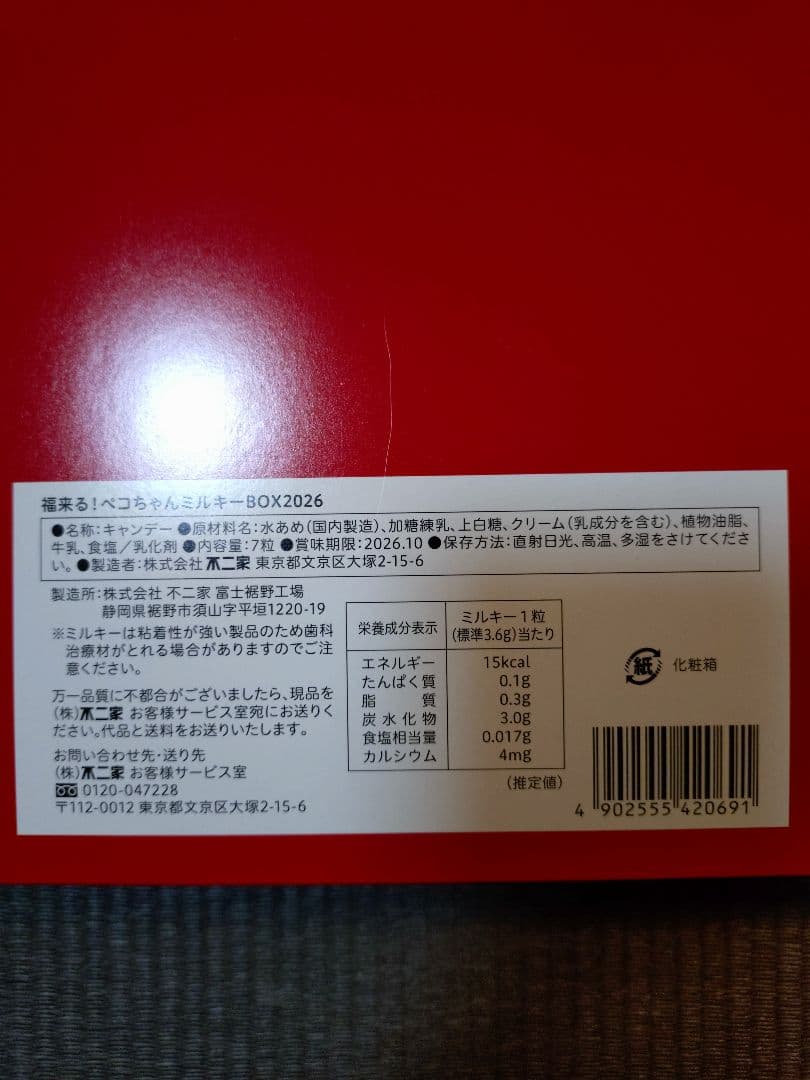 福来る！ペコちゃんミルキーBOX2026
●名称：キャンデー ●原材料名：水あめ（国内製造）、加糖練乳、上白糖、クリーム（乳成分を含む）、植物油脂、
牛乳、食塩／乳化剤 ●内容量：7粒 ●賞味期限：2026.10 ●保存方法：直射日光、高温、多湿をさけてくださ
い。●製造者：株式会社 不二家 東京都文京区大塚2-15-6
製造所：株式会社 不二家 富士裾野工場
静岡県裾野市須山字平垣1220-19
※ミルキーは粘着性が強い製品のため歯科
治療材がとれる場合がありますのでご注
意ください。
万一品質に不都合がございましたら、現品を
（株）不二家 お客様サービス室宛にお送りく
ださい。代品と送料をお送りいたします。
お問い合わせ先・送り先
（株）不二家 お客様サービス室
0120-047228
〒112-0012 東京都文京区大塚2-15-6
栄養成分表示 ミルキー１粒
（標準3.6g）当たり
エネルギー 15kcal
たんぱく質 0.1g
脂質 0.3g
炭水化物 3.0g
食塩相当量 0.017g
カルシウム 4mg
（推定値）
紙 化粧箱
4 902555 420691